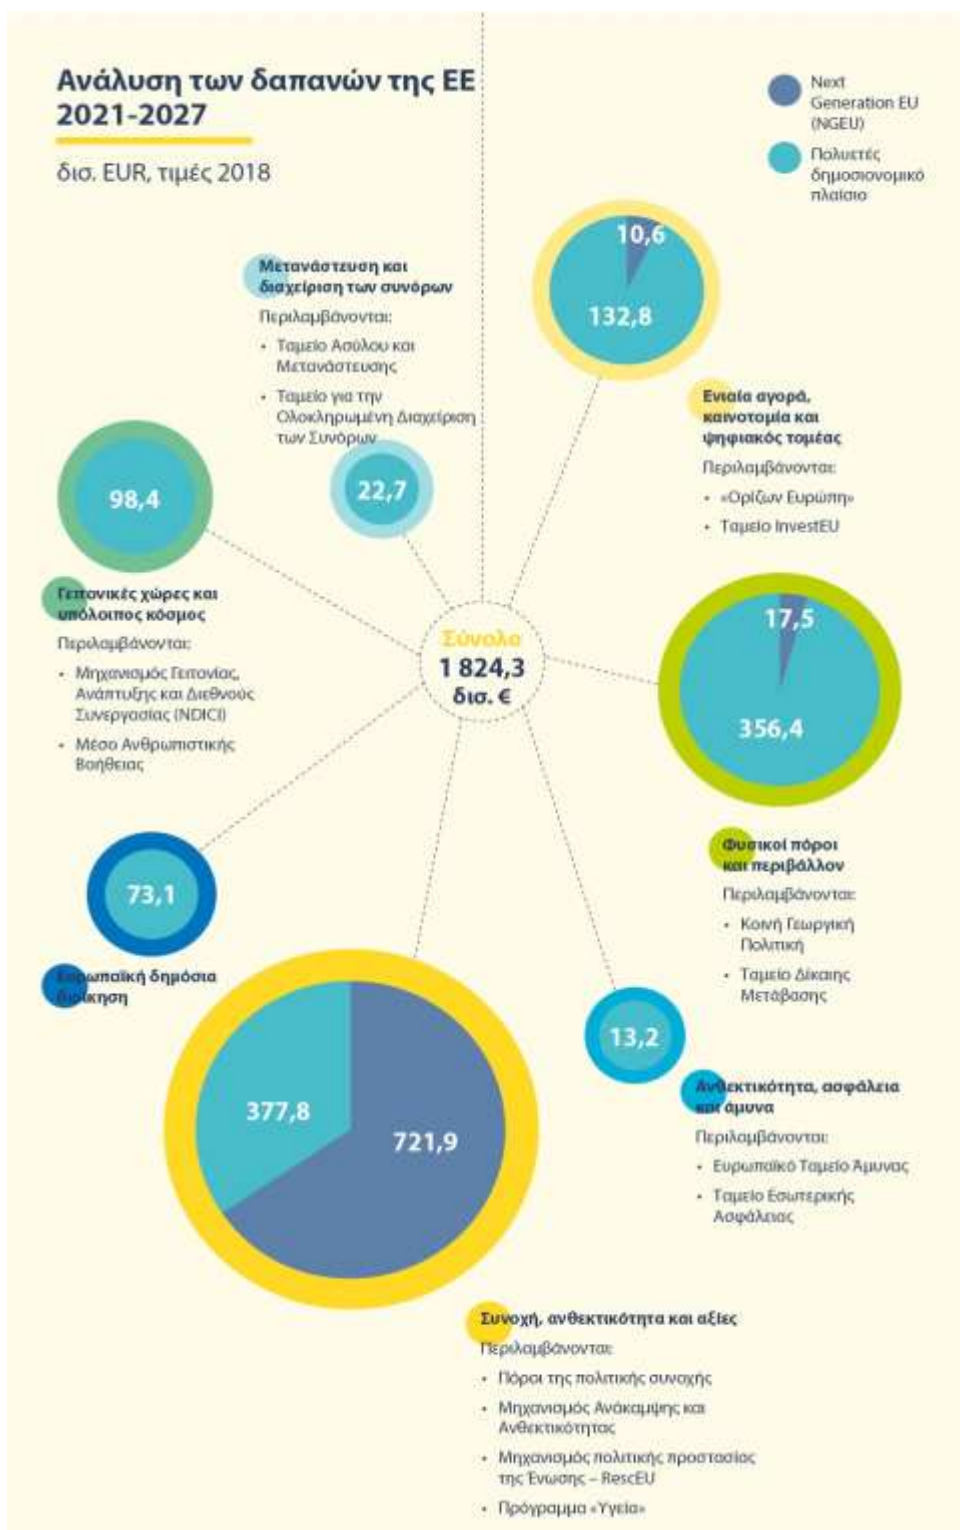 Ανάλυση των δαπανών της ΕΕ
2021-2027
δισ. EUR, τιμές 2018
Next
Generation EU
(NGEU)
Πολυετές
δημοσιονομικό
πλαίσιο
10,6
132,8
Μετανάστευση και
διαχείριση των συνόρων
Περιλαμβάνονται:
• Ταμείο Ασύλου και
Μετανάστευσης
• Ταμείο για την
Ολοκληρωμένη Διαχείριση
των Συνόρων
22,7
Ενιαία αγορά,
καινοτομία και
ψηφιακός τομέας
Περιλαμβάνονται:
• «Ορίζων Ευρώπη»
• Ταμείο InvestEU
98,4
Γειτονικές χώρες και
υπόλοιπος κόσμος
Περιλαμβάνονται:
• Μηχανισμός Γειτονίας,
Ανάπτυξης και Διεθνούς
Συνεργασίας (NDICI)
• Μέσο Ανθρωπιστικής
Βοήθειας
Σύνολο
1 824,3
δισ. €
17,5
356,4
Φυσικοί πόροι
και περιβάλλον
Περιλαμβάνονται:
• Κοινή Γεωργική
Πολιτική
• Ταμείο Δίκαιης
Μετάβασης
73,1
Ευρωπαϊκή δημόσια
διοίκηση
377,8
721,9
13,2
Ανθεκτικότητα, ασφάλεια
και άμυνα
Περιλαμβάνονται:
• Ευρωπαϊκό Ταμείο Άμυνας
• Ταμείο Εσωτερικής
Ασφάλειας
Συνοχή, ανθεκτικότητα και αξίες
Περιλαμβάνονται:
• Πόροι της πολιτικής συνοχής
• Μηχανισμός Ανάκαμψης και
Ανθεκτικότητας
• Μηχανισμός πολιτικής προστασίας
της Ένωσης – RescEU
• Πρόγραμμα «Υγεία»